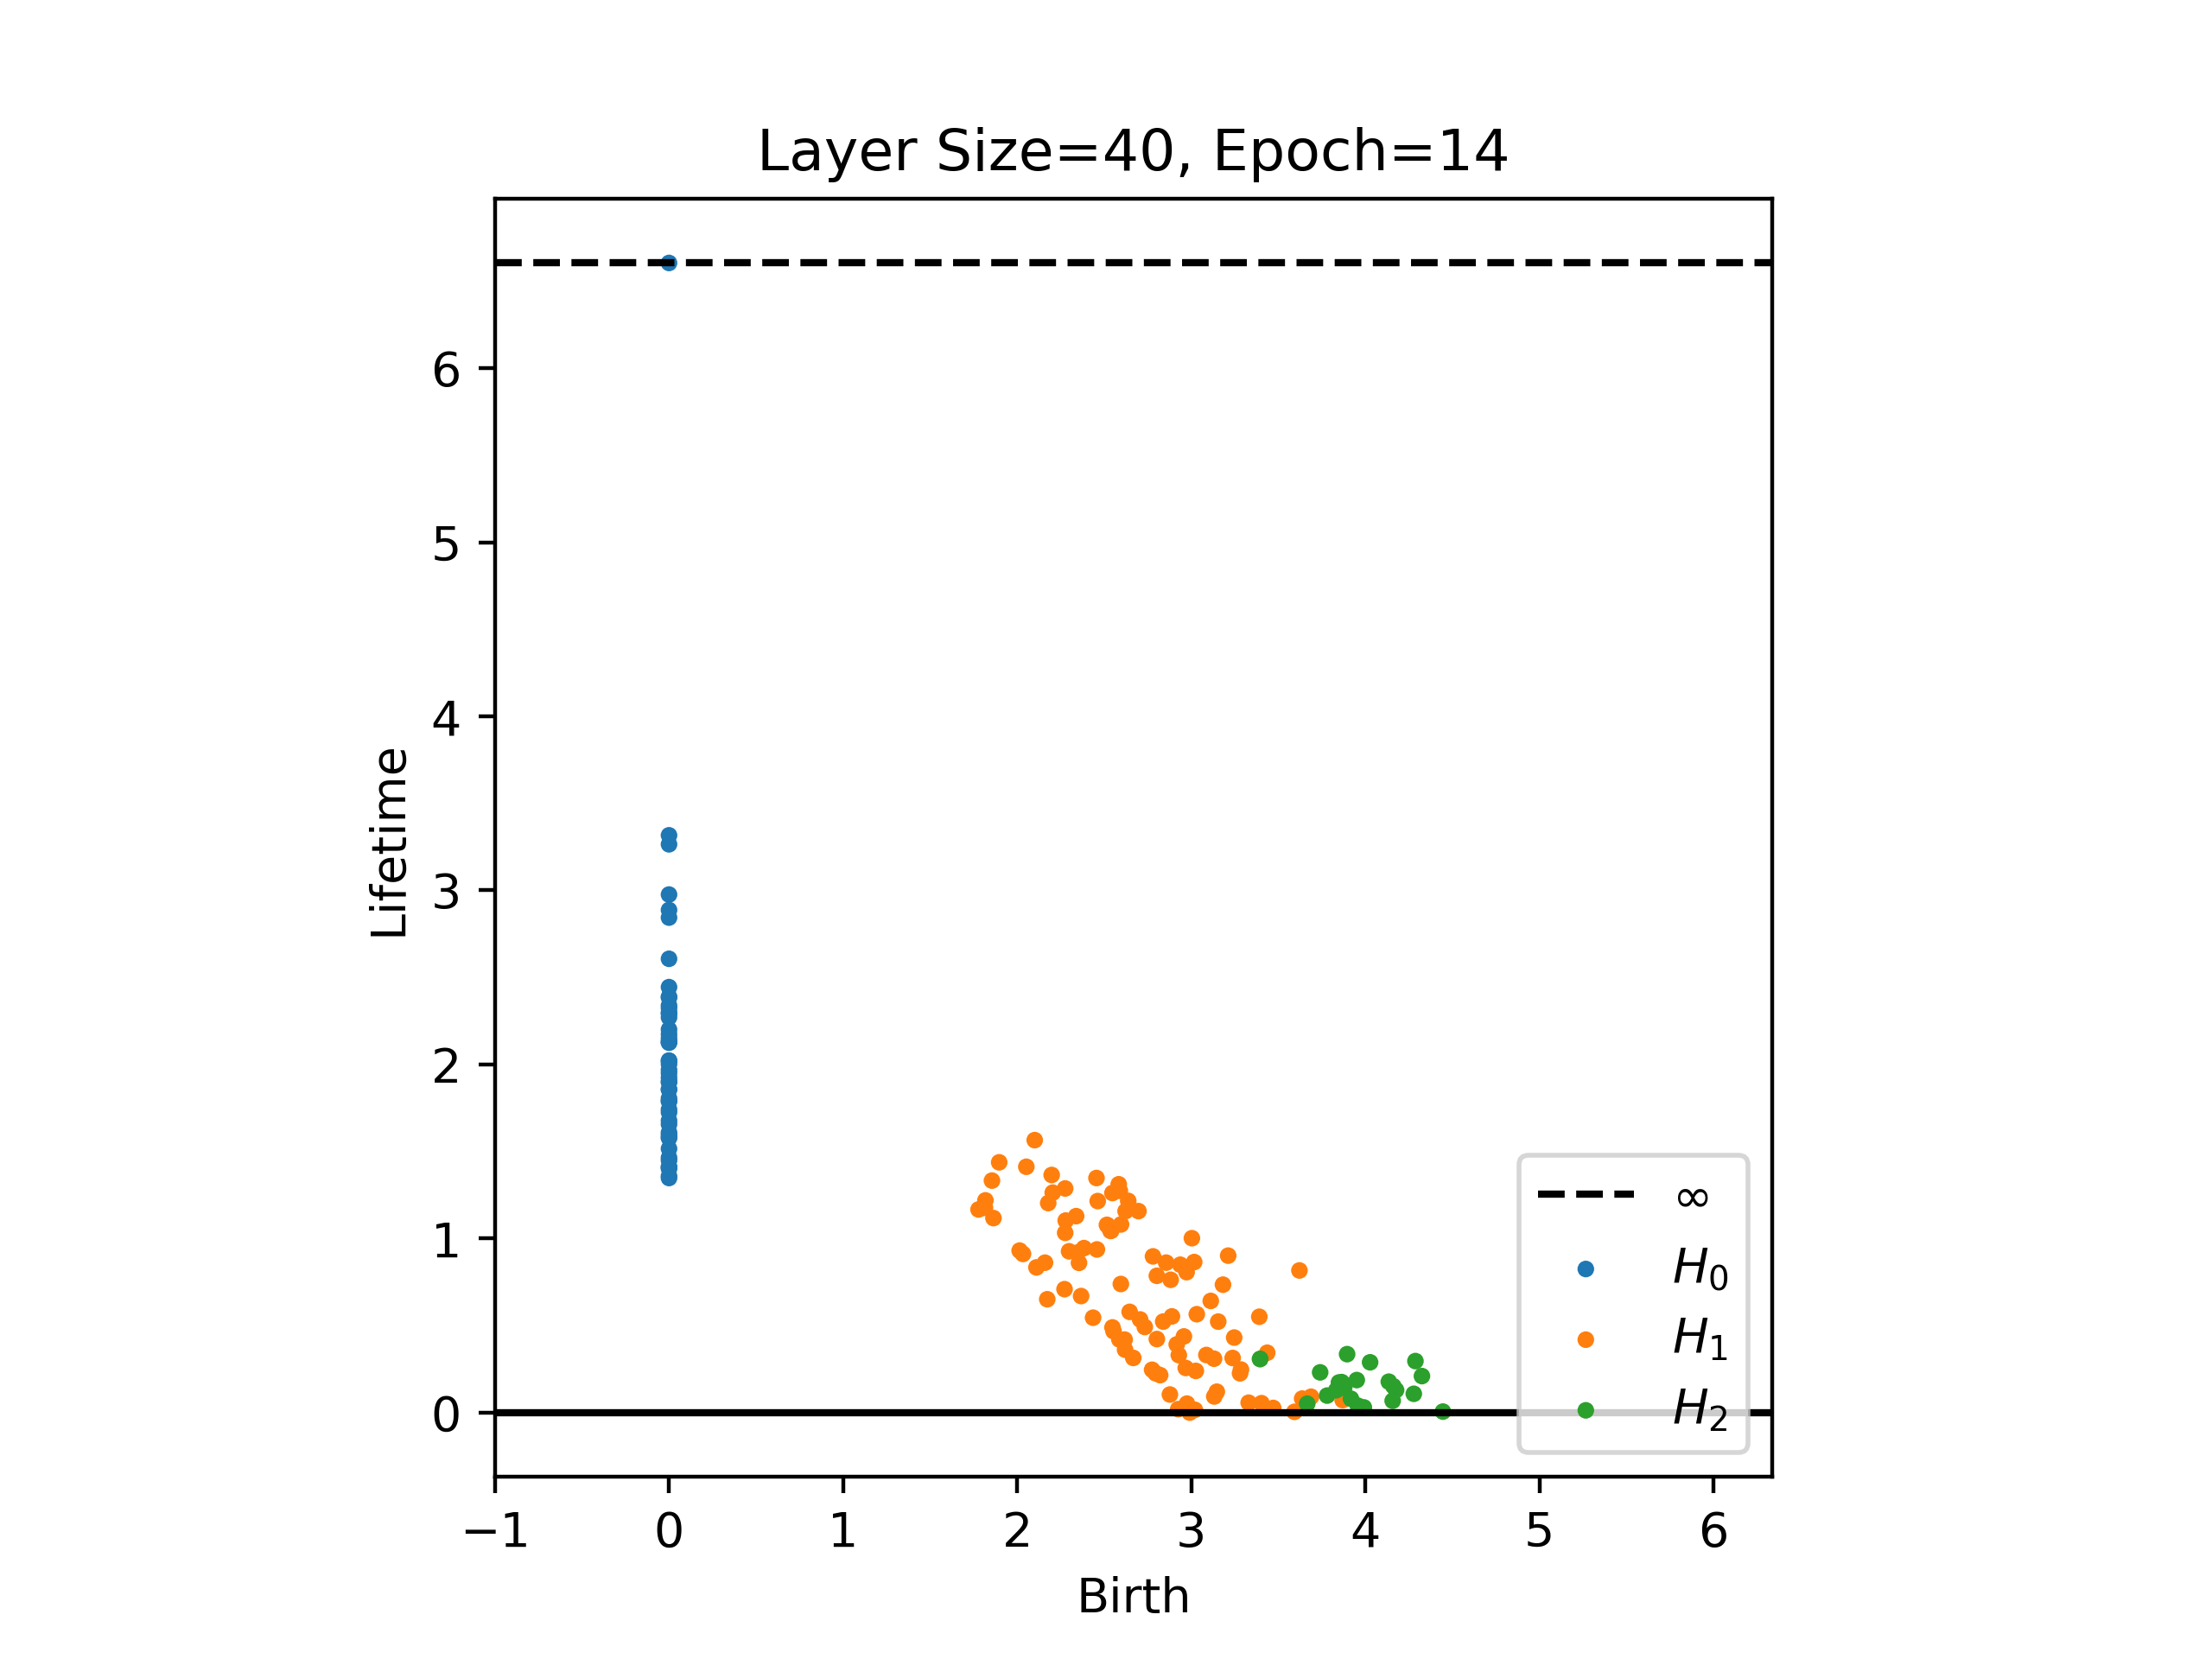 Layer Size=40, Epoch=14
Lifetime
6
5
4
3
2
1
0
∞
H₀
H₁
H₂
−1 0 1 2 3 4 5 6
Birth